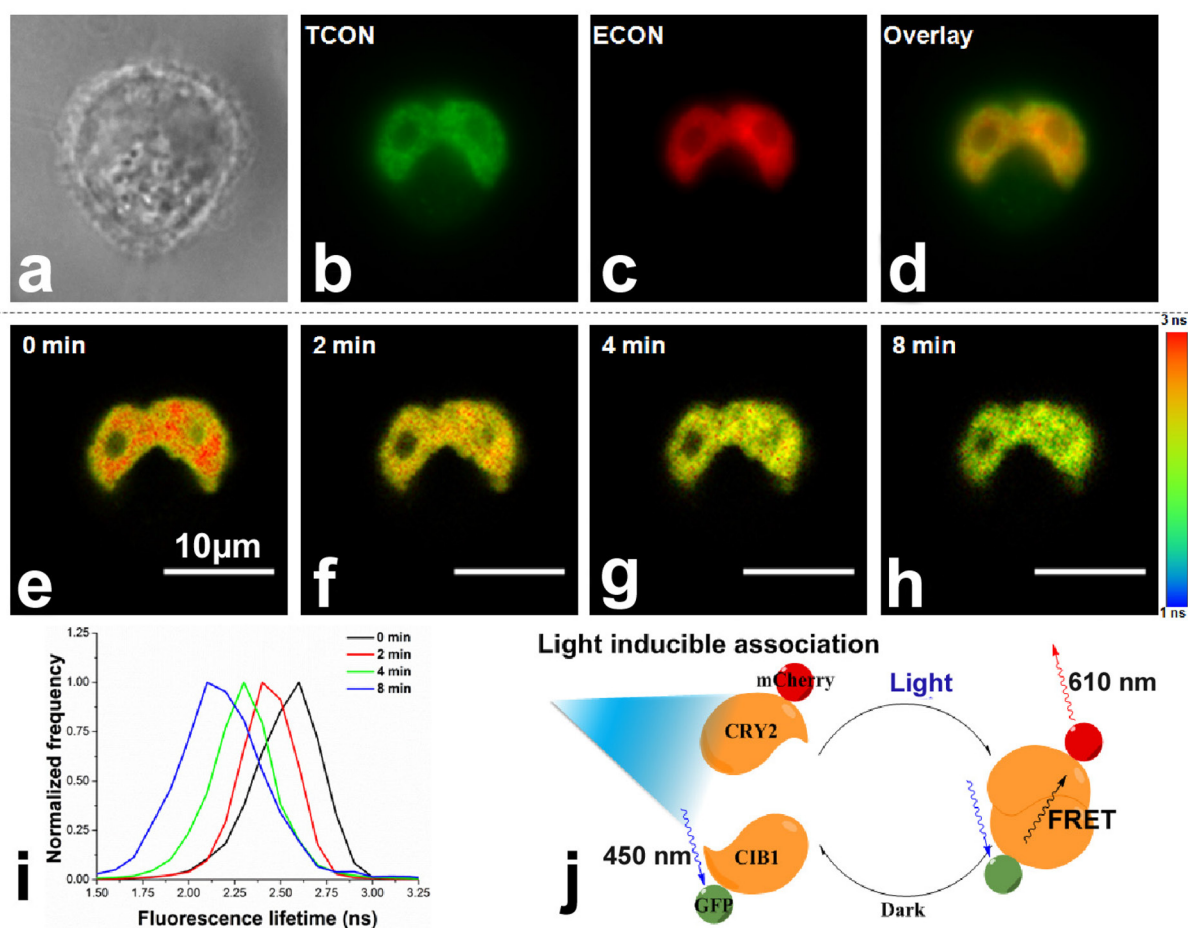 TCON
ECON
Overlay
a
b
c
d
0 min
2 min
4 min
8 min
3 ns
10μm
e
f
g
h
1 ns
1.25
1.00
0.75
0.50
0.25
0.00
Normalized frequency
0 min
2 min
4 min
8 min
1.50 1.75 2.00 2.25 2.50 2.75 3.00 3.25
Fluorescence lifetime (ns)
i
Light inducible association
mCherry
CRY2
Light
610 nm
FRET
450 nm
CIB1
GFP
Dark
j